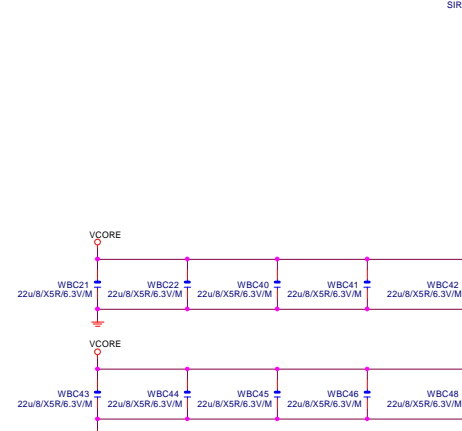 SIR
VCORE
WBC21 WBC22 WBC40 WBC41 WBC42
22u/8/X5R/6.3V/M 22u/8/X5R/6.3V/M 22u/8/X5R/6.3V/M 22u/8/X5R/6.3V/M 22u/8/X5R/6.3V/M
VCORE
WBC43 WBC44 WBC45 WBC46 WBC48
22u/8/X5R/6.3V/M 22u/8/X5R/6.3V/M 22u/8/X5R/6.3V/M 22u/8/X5R/6.3V/M 22u/8/X5R/6.3V/M